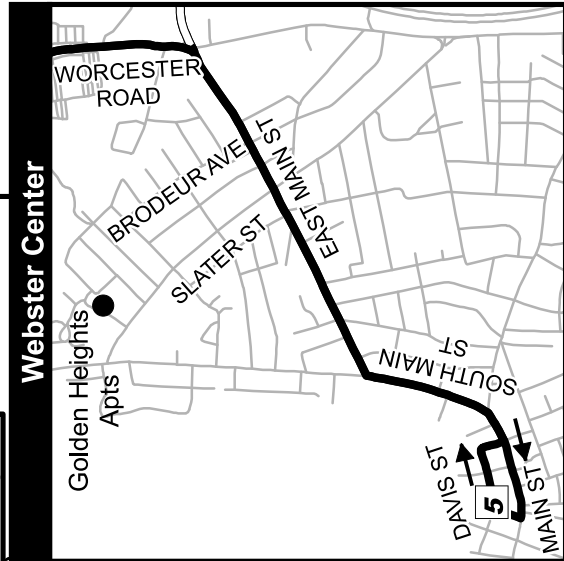 Webster Center
WORCESTER
ROAD
BRODEUR AVE
EAST MAIN ST
SLATER ST
Golden Heights
Apts
SOUTH MAIN
ST
DAVIS ST
5
MAIN ST